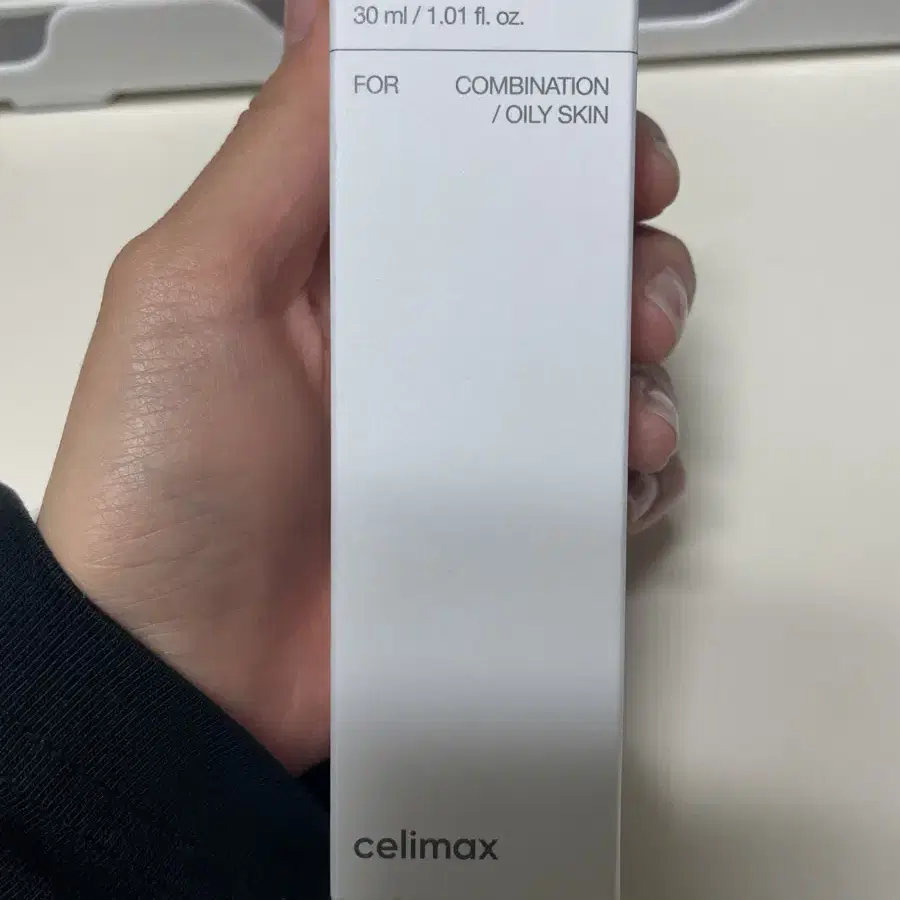 30 ml / 1.01 fl. oz.
FOR COMBINATION
/ OILY SKIN
celimax